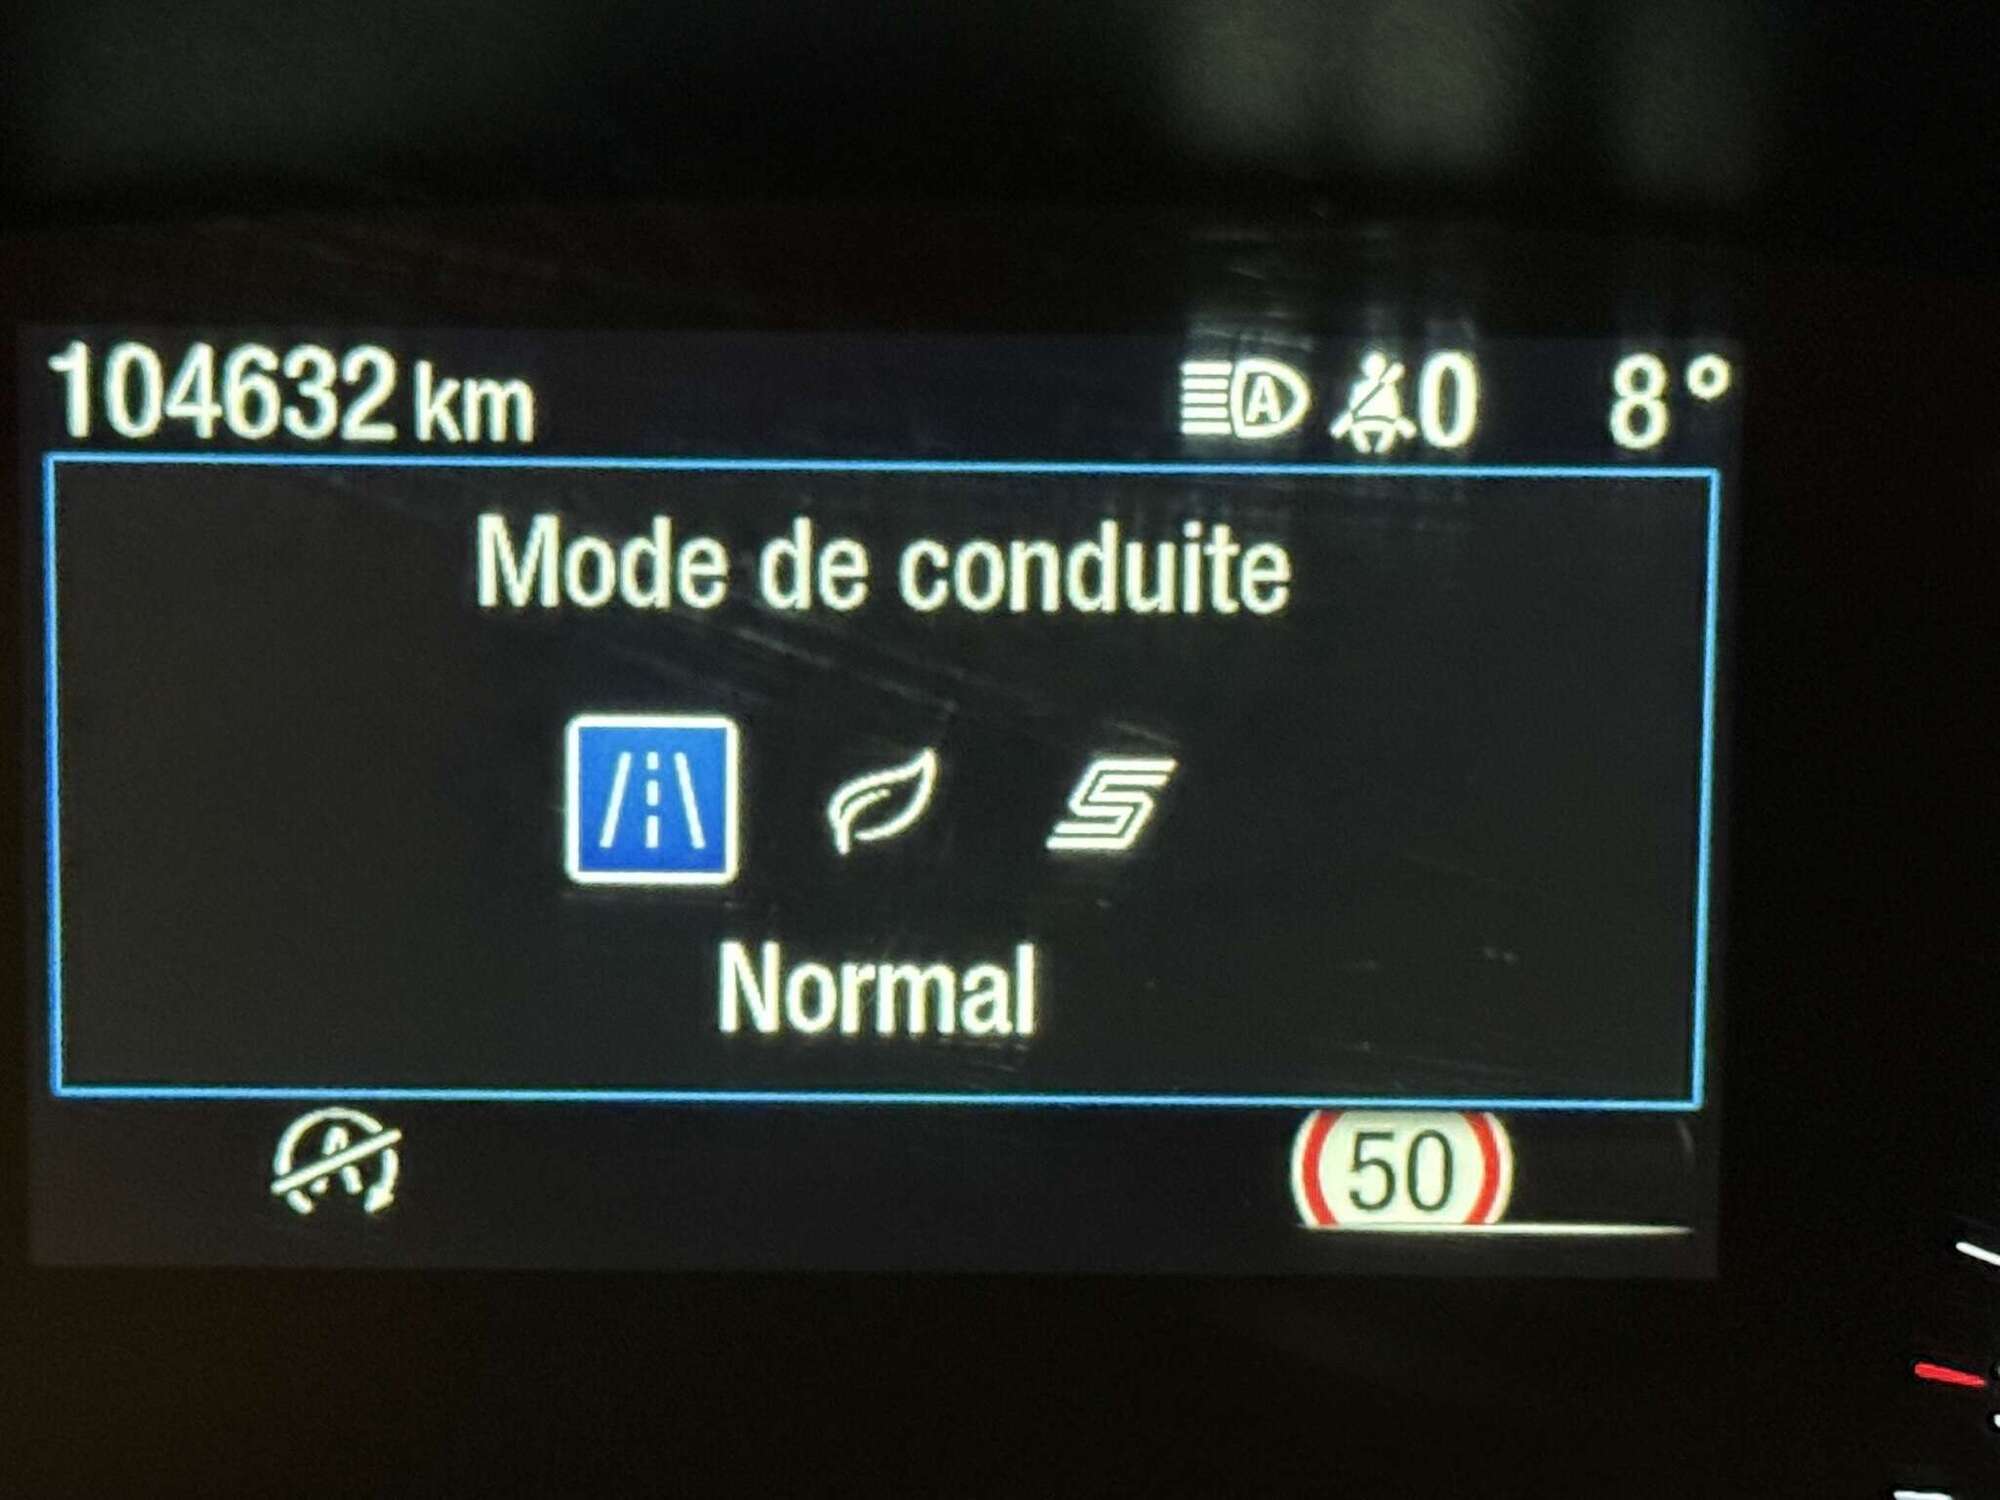 104632 km A 0 8°
Mode de conduite
S
Normal
A 50